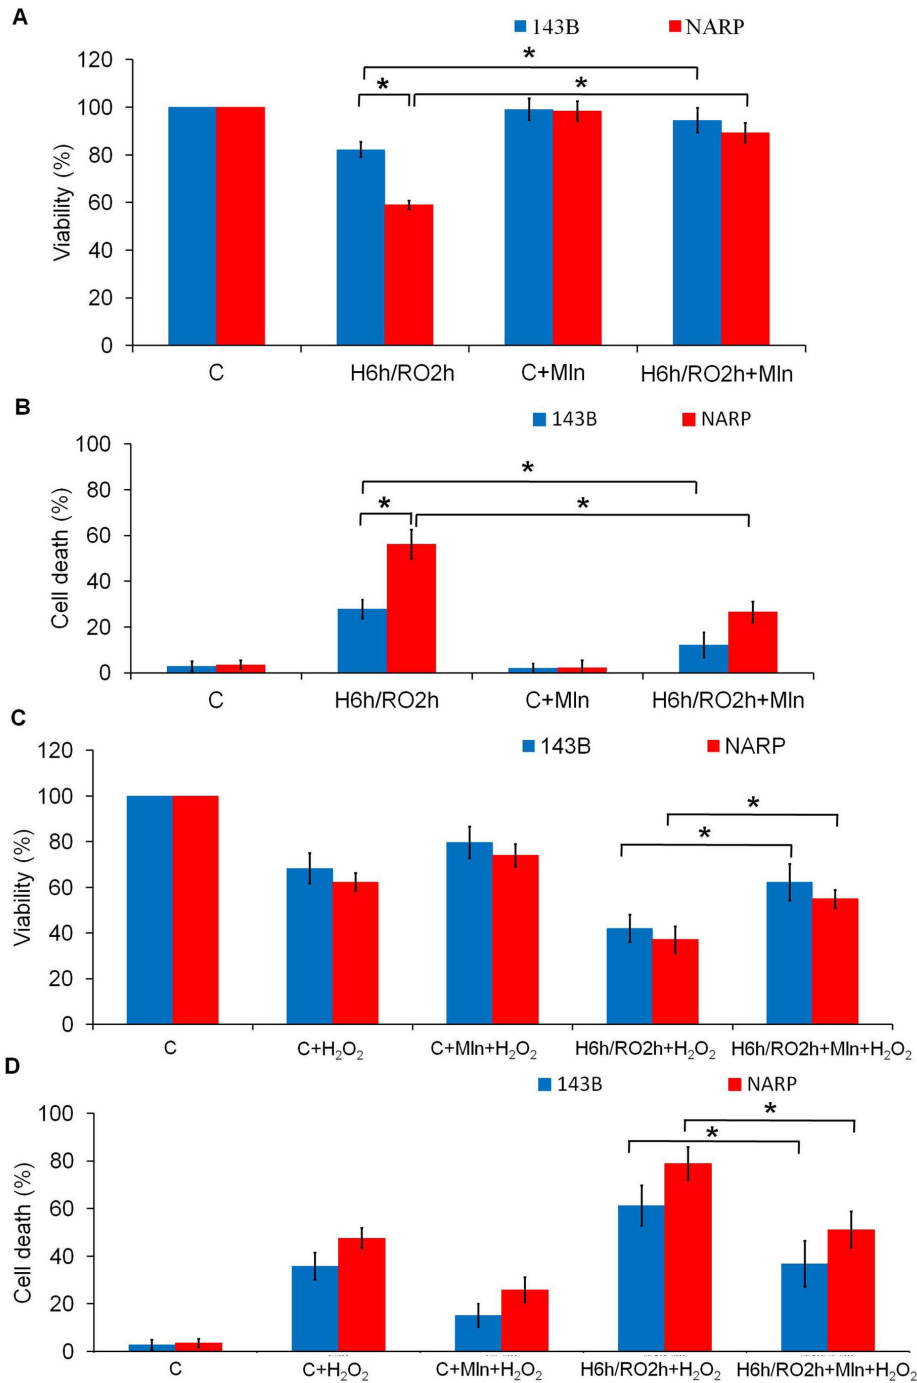 A
143B NARP
120
100
80
60
40
20
0
Viability (%)
* * *
C H6h/RO2h C+Mln H6h/RO2h+Mln
B
143B NARP
100
80
60
40
20
0
Cell death (%)
* * *
C H6h/RO2h C+Mln H6h/RO2h+Mln
C
143B NARP
120
100
80
60
40
20
0
Viability (%)
* *
C C+H₂O₂ C+Mln+H₂O₂ H6h/RO2h+H₂O₂ H6h/RO2h+Mln+H₂O₂
D
143B NARP
100
80
60
40
20
0
Cell death (%)
* *
C C+H₂O₂ C+Mln+H₂O₂ H6h/RO2h+H₂O₂ H6h/RO2h+Mln+H₂O₂